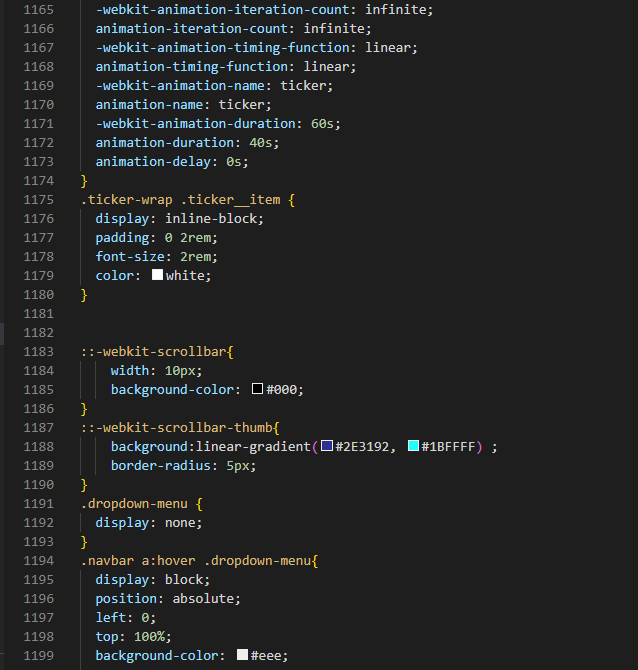 1165 -webkit-animation-iteration-count: infinite;
1166 animation-iteration-count: infinite;
1167 -webkit-animation-timing-function: linear;
1168 animation-timing-function: linear;
1169 -webkit-animation-name: ticker;
1170 animation-name: ticker;
1171 -webkit-animation-duration: 60s;
1172 animation-duration: 40s;
1173 animation-delay: 0s;
1174 }
1175 .ticker-wrap .ticker__item {
1176 display: inline-block;
1177 padding: 0 2rem;
1178 font-size: 2rem;
1179 color: white;
1180 }
1181
1182
1183 ::-webkit-scrollbar{
1184 width: 10px;
1185 background-color: #000;
1186 }
1187 ::-webkit-scrollbar-thumb{
1188 background:linear-gradient(#2E3192, #1BFFFF) ;
1189 border-radius: 5px;
1190 }
1191 .dropdown-menu {
1192 display: none;
1193 }
1194 .navbar a:hover .dropdown-menu{
1195 display: block;
1196 position: absolute;
1197 left: 0;
1198 top: 100%;
1199 background-color: #eee;